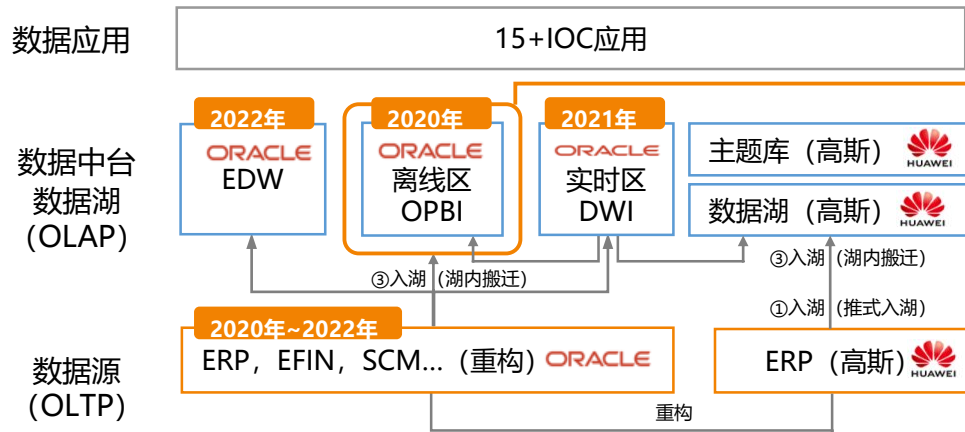 数据应用
15+IOC应用
2022年
2020年
2021年
ORACLE
EDW
ORACLE
离线区
OPBI
ORACLE
实时区
DWI
主题库（高斯）
HUAWEI
数据湖（高斯）
HUAWEI
数据中台
数据湖
（OLAP）
③入湖（湖内搬迁）
③入湖（湖内搬迁）
①入湖（推式入湖）
2020年~2022年
ERP，EFIN，SCM...（重构）ORACLE
ERP（高斯）
HUAWEI
数据源
（OLTP）
重构